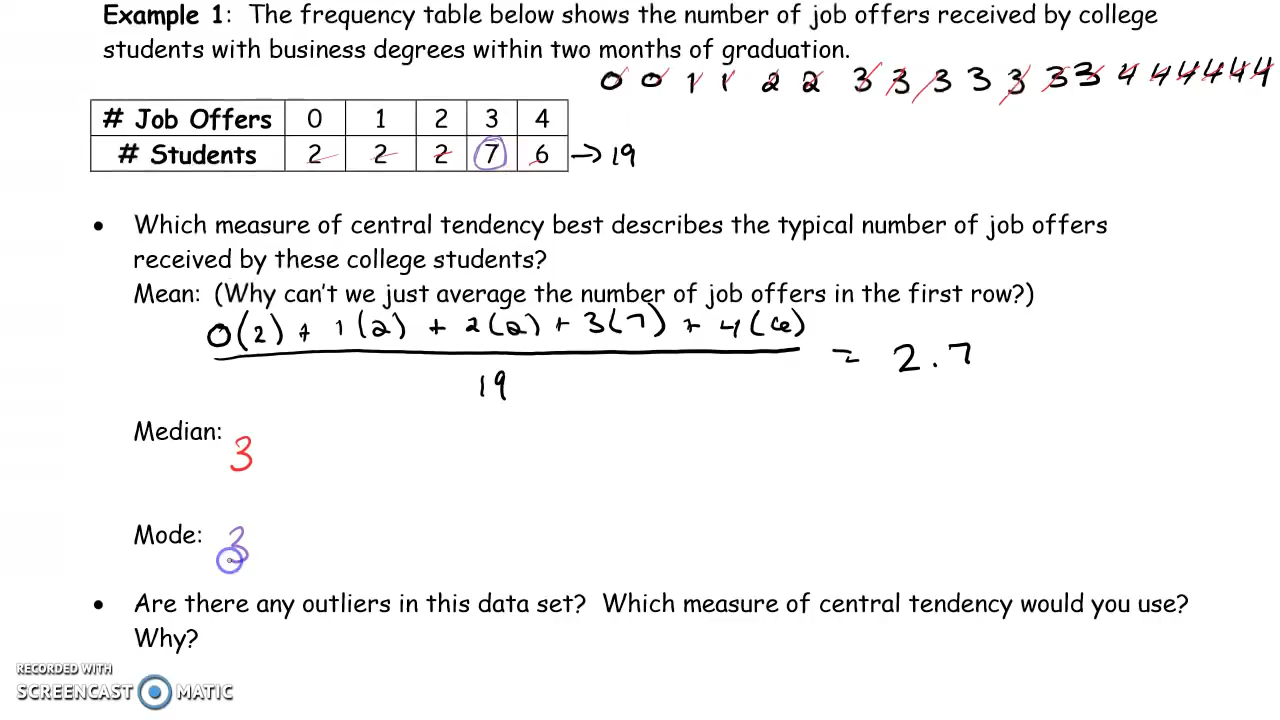 Example 1: The frequency table below shows the number of job offers received by college
students with business degrees within two months of graduation.
0 0 1 1 2 2 3 3 3 3 3 3 3 4 4 4 4 4 4
# Job Offers 0 1 2 3 4
# Students 2 2 2 7 6 → 19
• Which measure of central tendency best describes the typical number of job offers
received by these college students?
Mean: (Why can't we just average the number of job offers in the first row?)
0(2) + 1(2) + 2(2) + 3(7) + 4(6)
= 2.7
19
Median:
3
Mode: 3
• Are there any outliers in this data set? Which measure of central tendency would you use?
Why?
RECORDED WITH
SCREENCAST MATIC